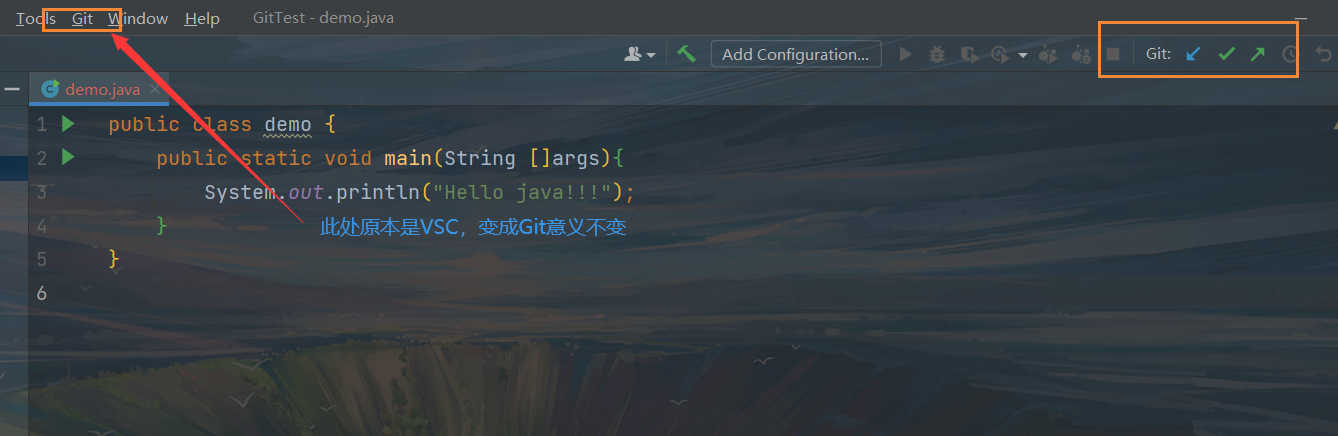 Tools Git Window Help GitTest - demo.java
Add Configuration... Git:
C demo.java
1 public class demo {
2 public static void main(String []args){
3 System.out.println("Hello java!!!");
4 }
此处原本是VSC，变成Git意义不变
5 }
6